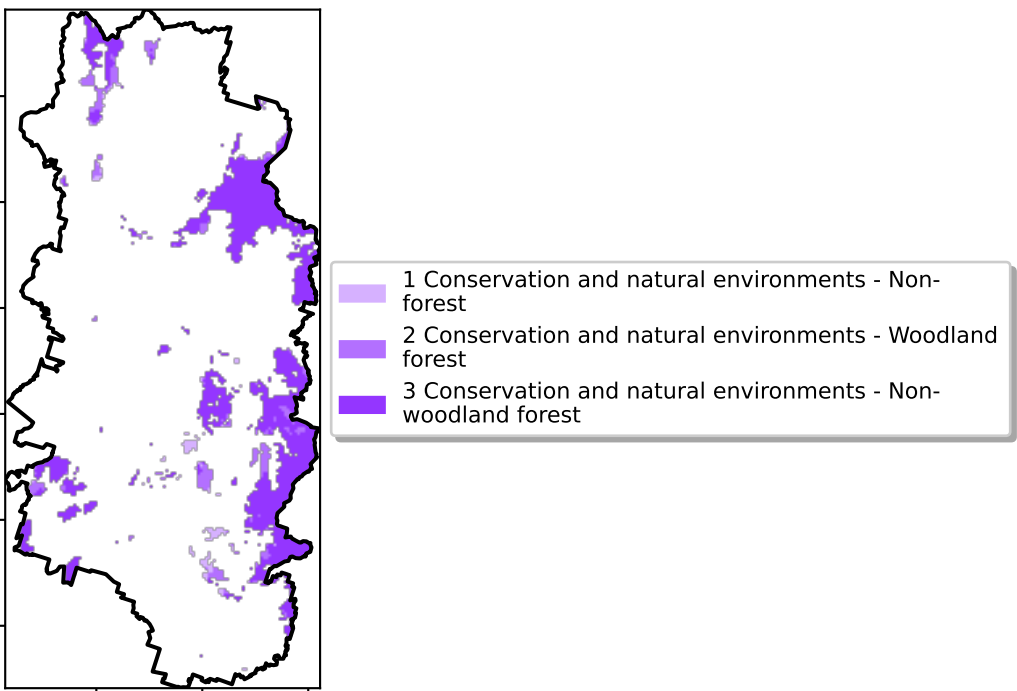 1 Conservation and natural environments - Non-
forest
2 Conservation and natural environments - Woodland
forest
3 Conservation and natural environments - Non-
woodland forest